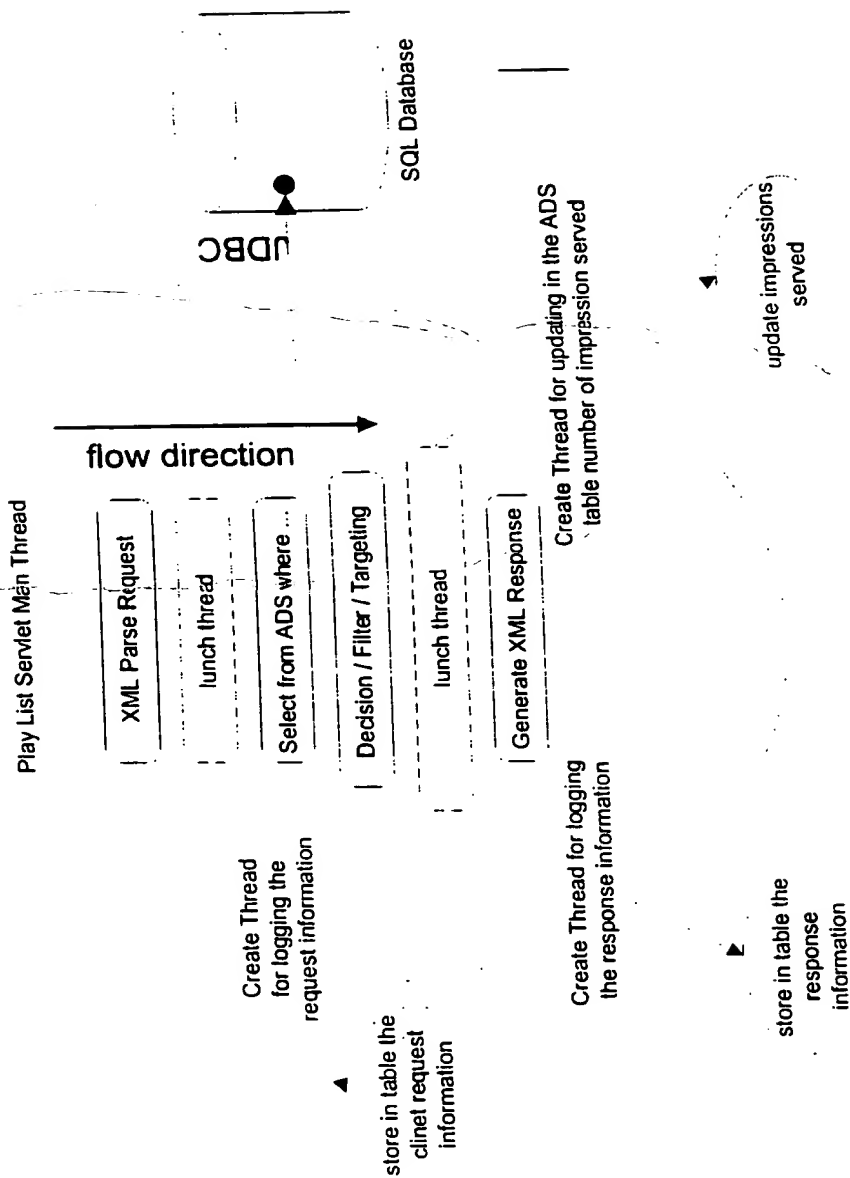 Play List Servlet Man Thread
XML Parse Request
lunch thread
Select from ADS where ...
Decision / Filter / Targeting
lunch thread
Generate XML Response
flow direction
JDBC
SQL Database
Create Thread
for logging the
request information
store in table the
clinet request
information
Create Thread for logging
the response information
store in table the
response
information
Create Thread for updating in the ADS
table number of impression served
update impressions
served